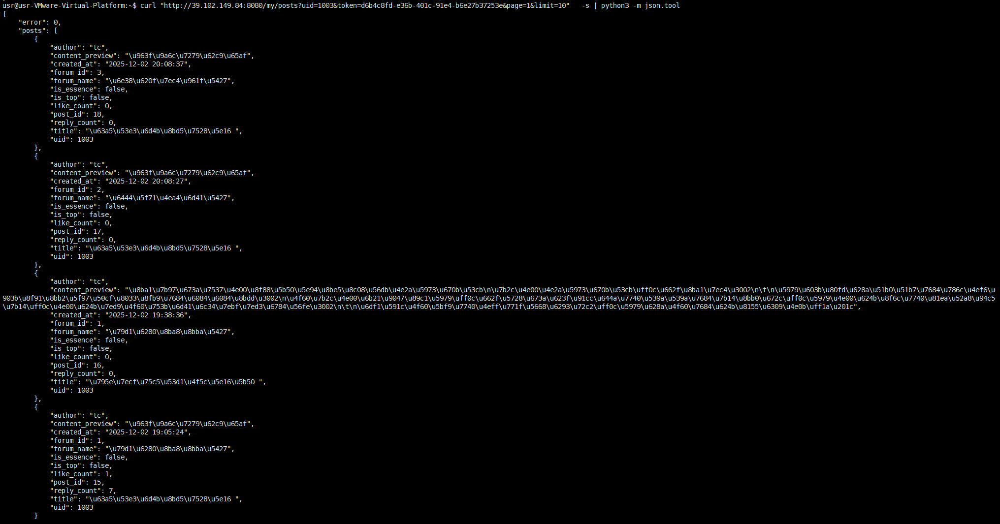 usr@usr-VMware-Virtual-Platform:~$ curl "http://39.102.149.84:8080/my/posts?uid=1003&token=d6b4c8fd-e36b-401c-91e4-b6e27b37253e&page=1&limit=10"   -s | python3 -m json.tool
{
    "error": 0,
    "posts": [
        {
            "author": "tc",
            "content_preview": "\u963f\u9a6c\u7279\u62c9\u65af",
            "created_at": "2025-12-02 20:08:37",
            "forum_id": 3,
            "forum_name": "\u6e38\u620f\u7ec4\u961f\u5427",
            "is_essence": false,
            "is_top": false,
            "like_count": 0,
            "post_id": 18,
            "reply_count": 0,
            "title": "\u63a5\u53e3\u6d4b\u8bd5\u7528\u5e16 ",
            "uid": 1003
        },
        {
            "author": "tc",
            "content_preview": "\u963f\u9a6c\u7279\u62c9\u65af",
            "created_at": "2025-12-02 20:08:27",
            "forum_id": 2,
            "forum_name": "\u6444\u5f71\u4ea4\u6d41\u5427",
            "is_essence": false,
            "is_top": false,
            "like_count": 0,
            "post_id": 17,
            "reply_count": 0,
            "title": "\u63a5\u53e3\u6d4b\u8bd5\u7528\u5e16 ",
            "uid": 1003
        },
        {
            "author": "tc",
            "content_preview": "\u8ba1\u7b97\u673a\u7537\u4e00\u8f88\u5b50\u5e94\u8be5\u8c08\u56db\u4e2a\u5973\u670b\u53cb\n\u7b2c\u4e00\u4e2a\u5973\u670b\u53cb\uff0c\u662f\u8ba1\u7ec4\u3002\n\t\n\u5979\u603b\u80fd\u628a\u51b0\u51b7\u7684\u786c\u4ef6\u
903b\u8f91\u8bb2\u5f97\u50cf\u8033\u8fb9\u7684\u6084\u6084\u8bdd\u3002\n\u4f60\u7b2c\u4e00\u6b21\u9047\u89c1\u5979\uff0c\u662f\u5728\u673a\u623f\u91cc\u644a\u7740\u539a\u539a\u7684\u7b14\u8bb0\u672c\uff0c\u5979\u4e00\u624b\u8f6c\u7740\u81ea\u52a8\u94c5
\u7b14\uff0c\u4e00\u624b\u7ed9\u4f60\u753b\u6d41\u6c34\u7ebf\u7ed3\u6784\u56fe\u3002\n\t\n\u6df1\u591c\u4f60\u5bf9\u7740\u4eff\u771f\u5668\u6293\u72c2\uff0c\u5979\u628a\u4f60\u7684\u624b\u8155\u6309\u4e0b\uff1a\u201c",
            "created_at": "2025-12-02 19:38:36",
            "forum_id": 1,
            "forum_name": "\u79d1\u6280\u8ba8\u8bba\u5427",
            "is_essence": false,
            "is_top": false,
            "like_count": 0,
            "post_id": 16,
            "reply_count": 0,
            "title": "\u795e\u7ecf\u75c5\u53d1\u4f5c\u5e16\u5b50 ",
            "uid": 1003
        },
        {
            "author": "tc",
            "content_preview": "\u963f\u9a6c\u7279\u62c9\u65af",
            "created_at": "2025-12-02 19:05:24",
            "forum_id": 1,
            "forum_name": "\u79d1\u6280\u8ba8\u8bba\u5427",
            "is_essence": false,
            "is_top": false,
            "like_count": 1,
            "post_id": 15,
            "reply_count": 7,
            "title": "\u63a5\u53e3\u6d4b\u8bd5\u7528\u5e16 ",
            "uid": 1003
        }